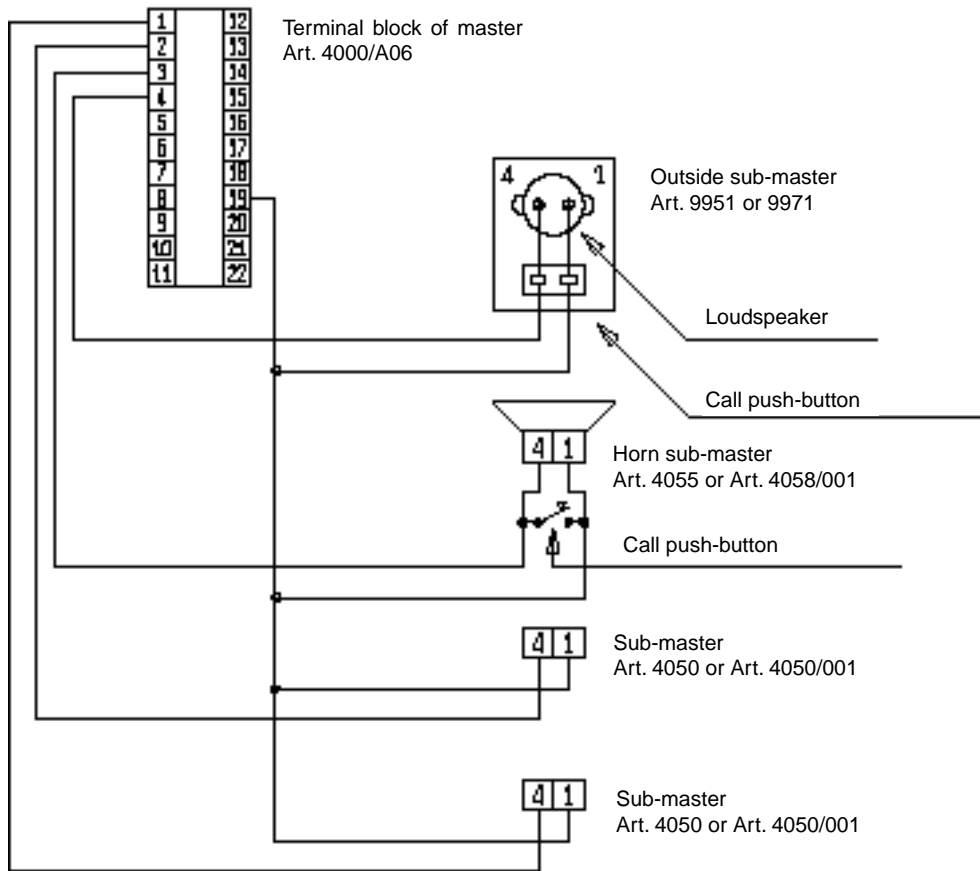 1 12
2 13
3 14
4 15
5 16
6 17
7 18
8 19
9 20
10 21
11 22
Terminal block of master
Art. 4000/A06
4 1
Outside sub-master
Art. 9951 or 9971
Loudspeaker
Call push-button
4 1
Horn sub-master
Art. 4055 or Art. 4058/001
Call push-button
4 1
Sub-master
Art. 4050 or Art. 4050/001
4 1
Sub-master
Art. 4050 or Art. 4050/001